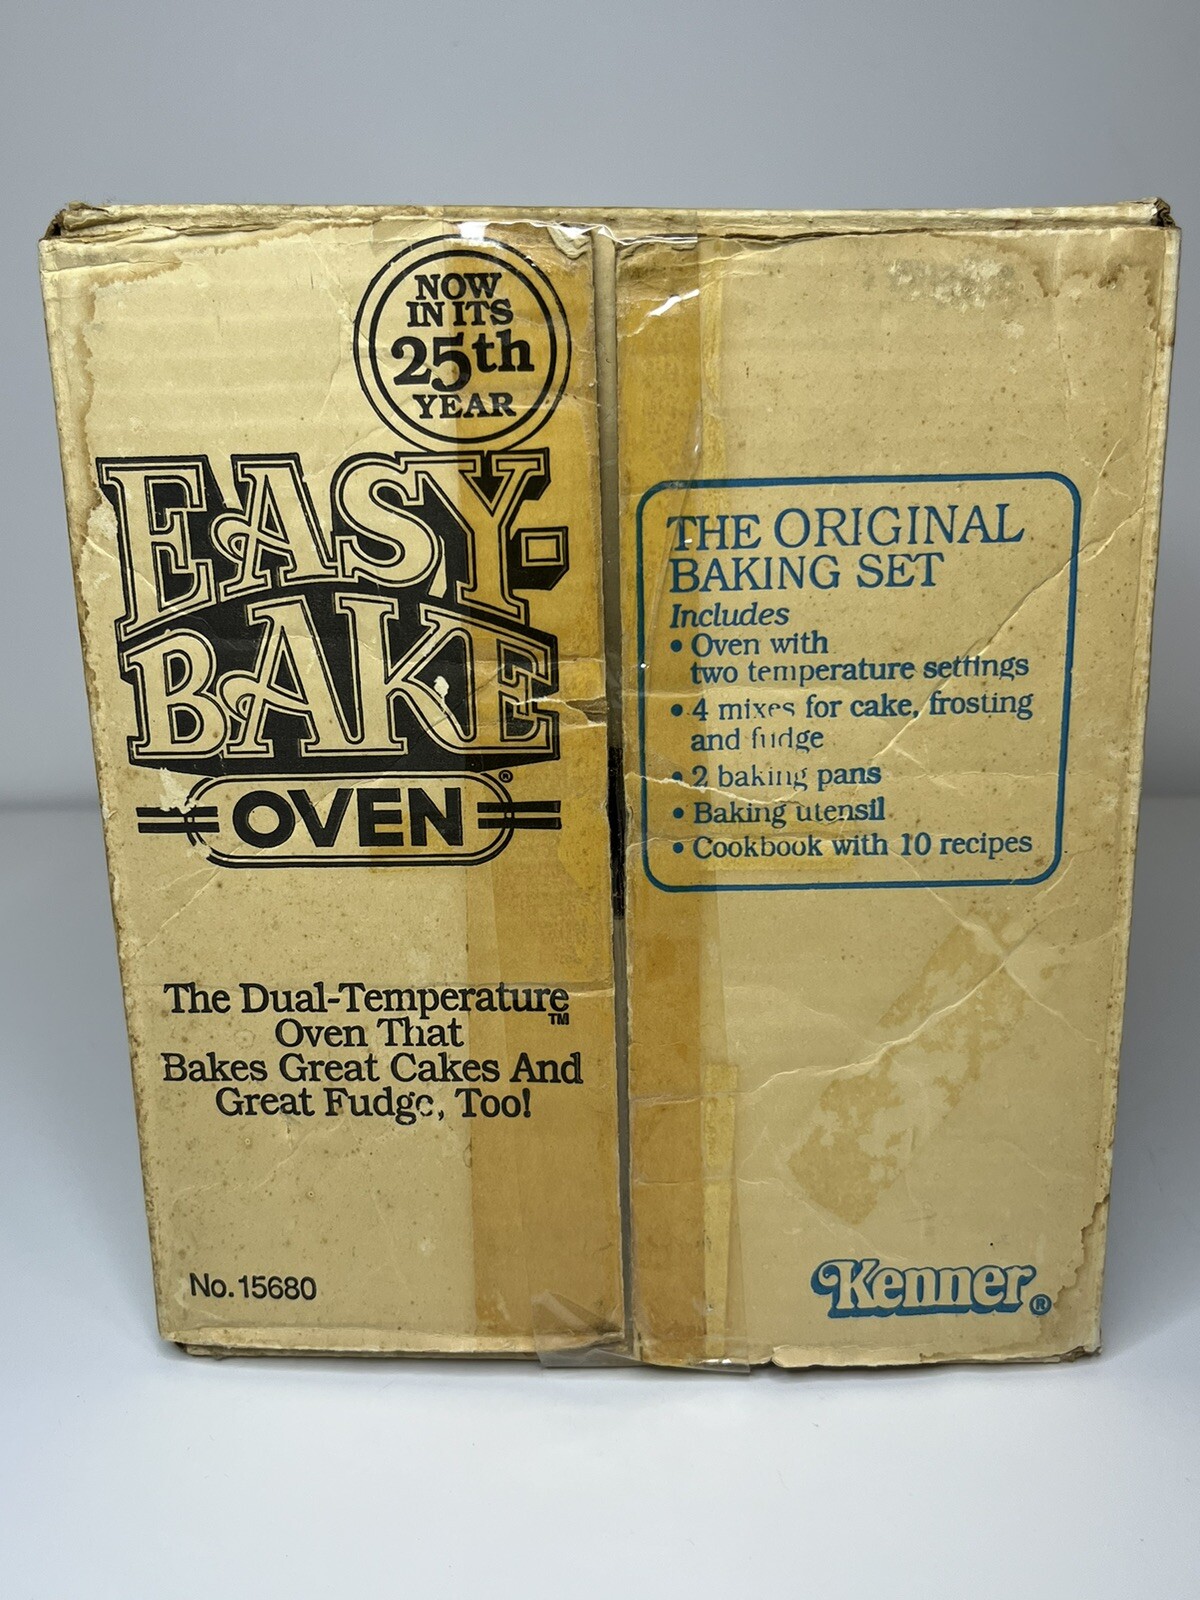 NOW
IN ITS
25th
YEAR
EASY-
BAKE
OVEN®
The Dual-Temperature™
Oven That
Bakes Great Cakes And
Great Fudge, Too!
No. 15680
THE ORIGINAL
BAKING SET
Includes
• Oven with
two temperature settings
• 4 mixes for cake, frosting
and fudge
• 2 baking pans
• Baking utensil
• Cookbook with 10 recipes
Kenner®